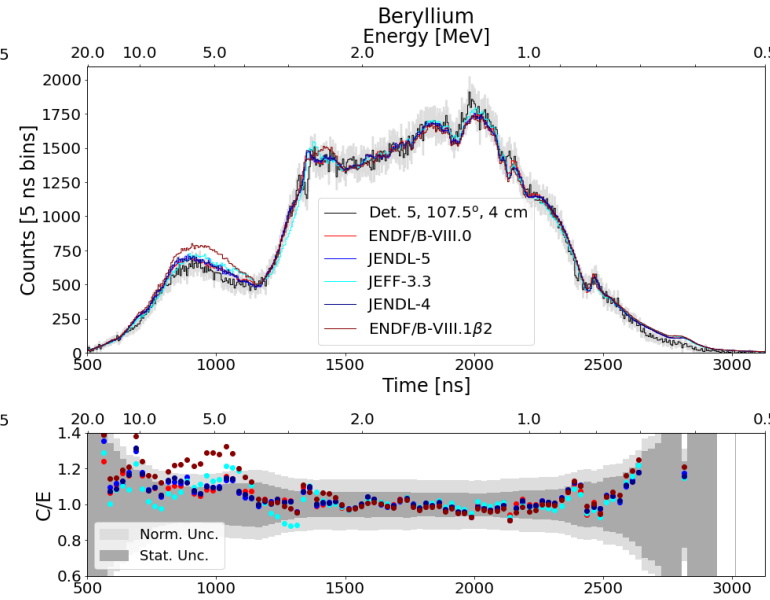 Beryllium
Energy [MeV]
5 20.0 10.0 5.0 2.0 1.0 0.5
2000
1750
1500
1250
1000
750
500
250
0
Counts [5 ns bins]
Det. 5, 107.5°, 4 cm
ENDF/B-VIII.0
JENDL-5
JEFF-3.3
JENDL-4
ENDF/B-VIII.1β2
500 1000 1500 2000 2500 3000
Time [ns]
5 20.0 10.0 5.0 2.0 1.0 0.5
1.4
1.2
1.0
0.8
0.6
C/E
Norm. Unc.
Stat. Unc.
500 1000 1500 2000 2500 3000